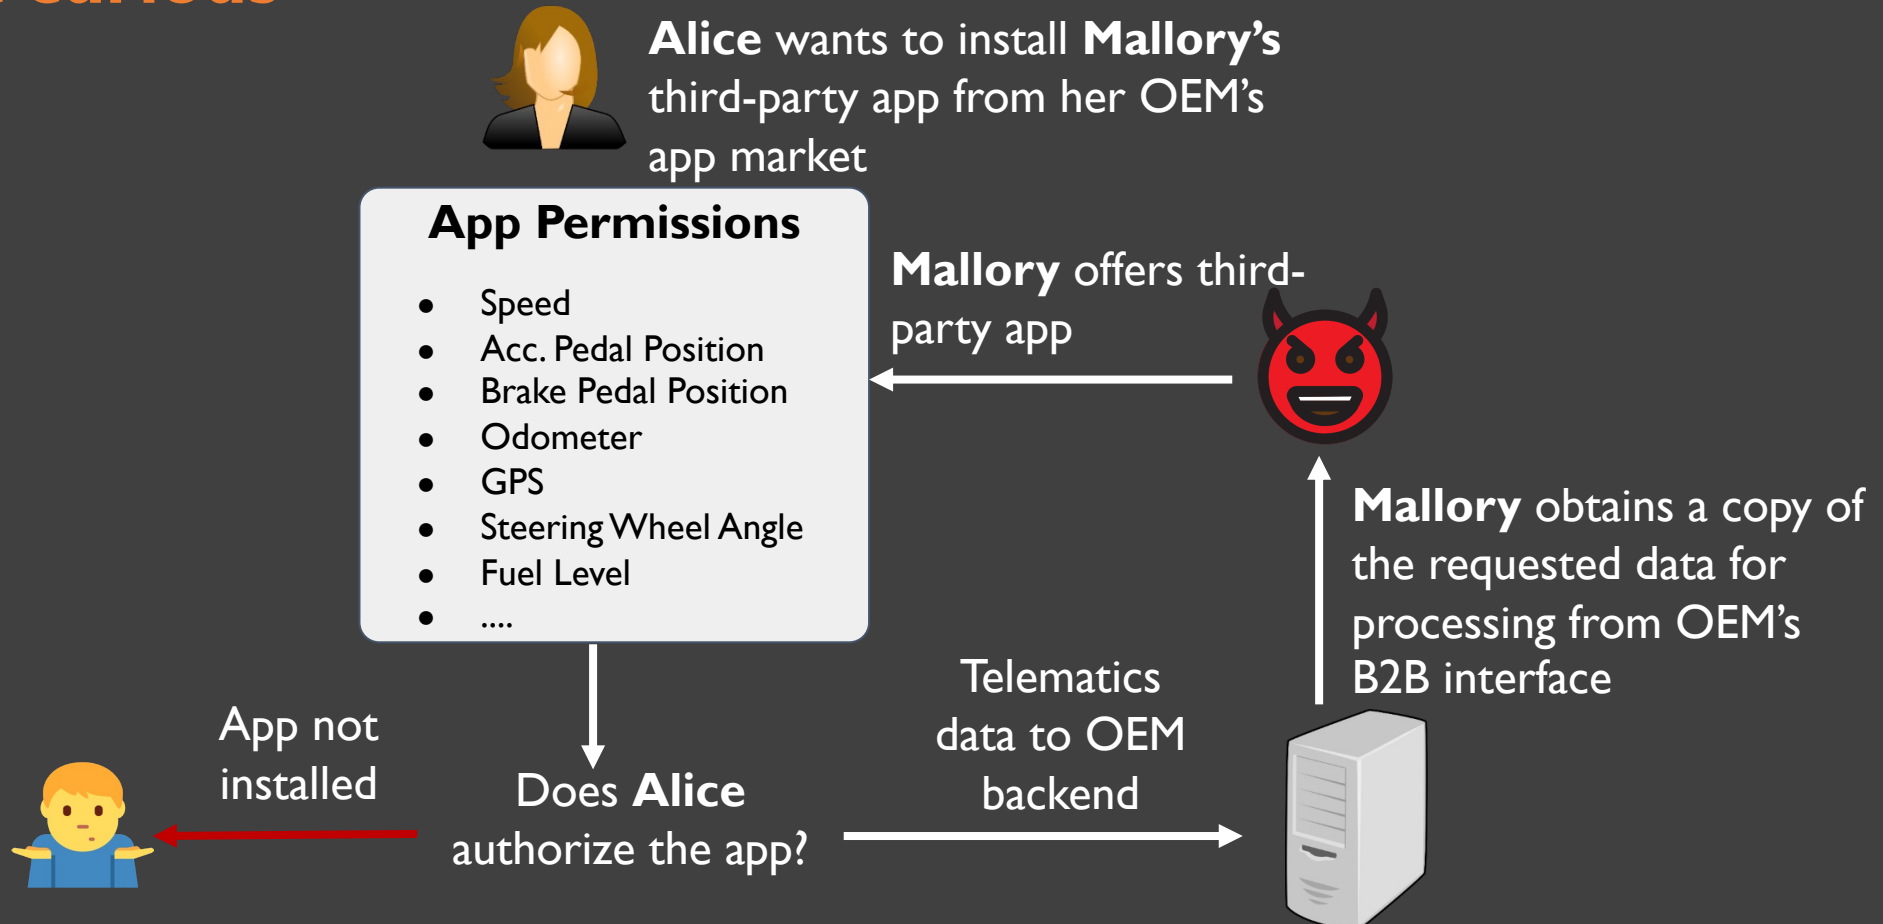 curious
Alice wants to install Mallory's
third-party app from her OEM's
app market
App Permissions
● Speed
● Acc. Pedal Position
● Brake Pedal Position
● Odometer
● GPS
● Steering Wheel Angle
● Fuel Level
● ....
Mallory offers third-
party app
Mallory obtains a copy of
the requested data for
processing from OEM's
B2B interface
Telematics
data to OEM
backend
App not
installed
Does Alice
authorize the app?